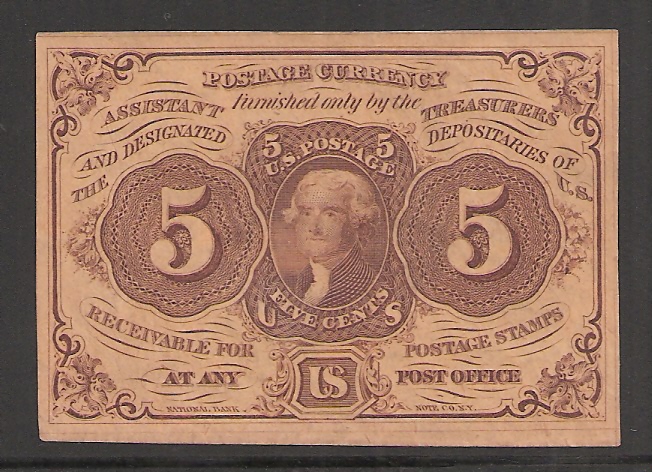 POSTAGE CURRENCY
furnished only by the
ASSISTANT TREASURERS
AND DESIGNATED DEPOSITARIES OF
THE U.S.
5 5
U.S. POSTAGE
5 5
U S
FIVE CENTS
RECEIVABLE FOR POSTAGE STAMPS
AT ANY US POST OFFICE
NATIONAL BANK NOTE CO. N.Y.